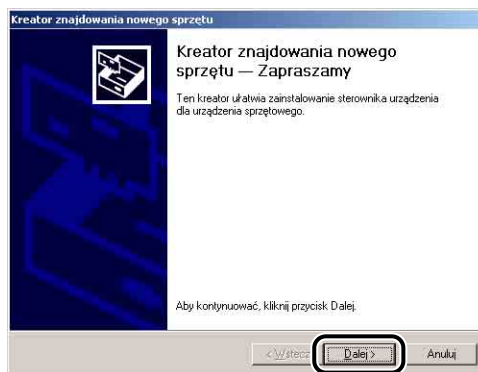 Kreator znajdowania nowego sprzętu
Kreator znajdowania nowego
sprzętu — Zapraszamy
Ten kreator ułatwia zainstalowanie sterownika urządzenia
dla urządzenia sprzętowego.
Aby kontynuować, kliknij przycisk Dalej.
< Wstecz Dalej > Anuluj